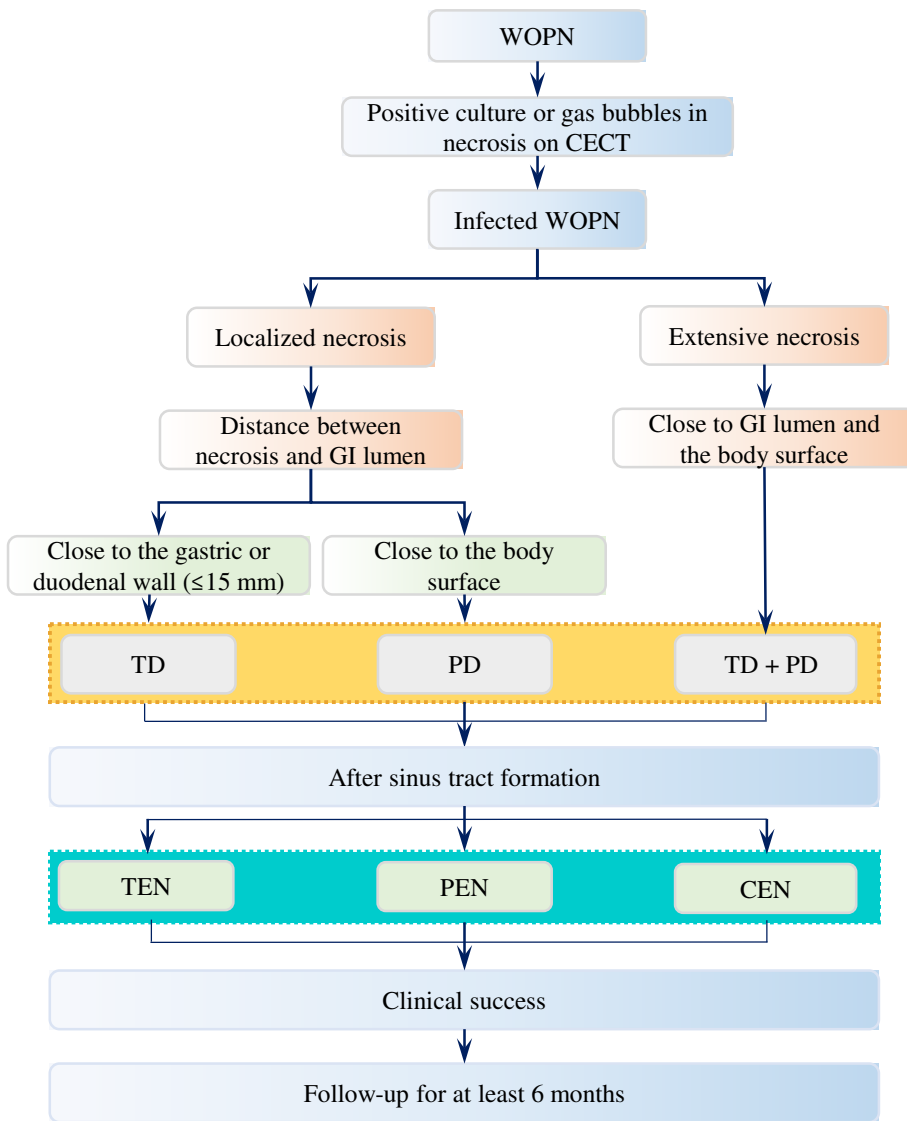 WOPN
Positive culture or gas bubbles in
necrosis on CECT
Infected WOPN
Localized necrosis
Extensive necrosis
Distance between
necrosis and GI lumen
Close to GI lumen and
the body surface
Close to the gastric or
duodenal wall (≤15 mm)
Close to the body
surface
TD
PD
TD + PD
After sinus tract formation
TEN
PEN
CEN
Clinical success
Follow-up for at least 6 months